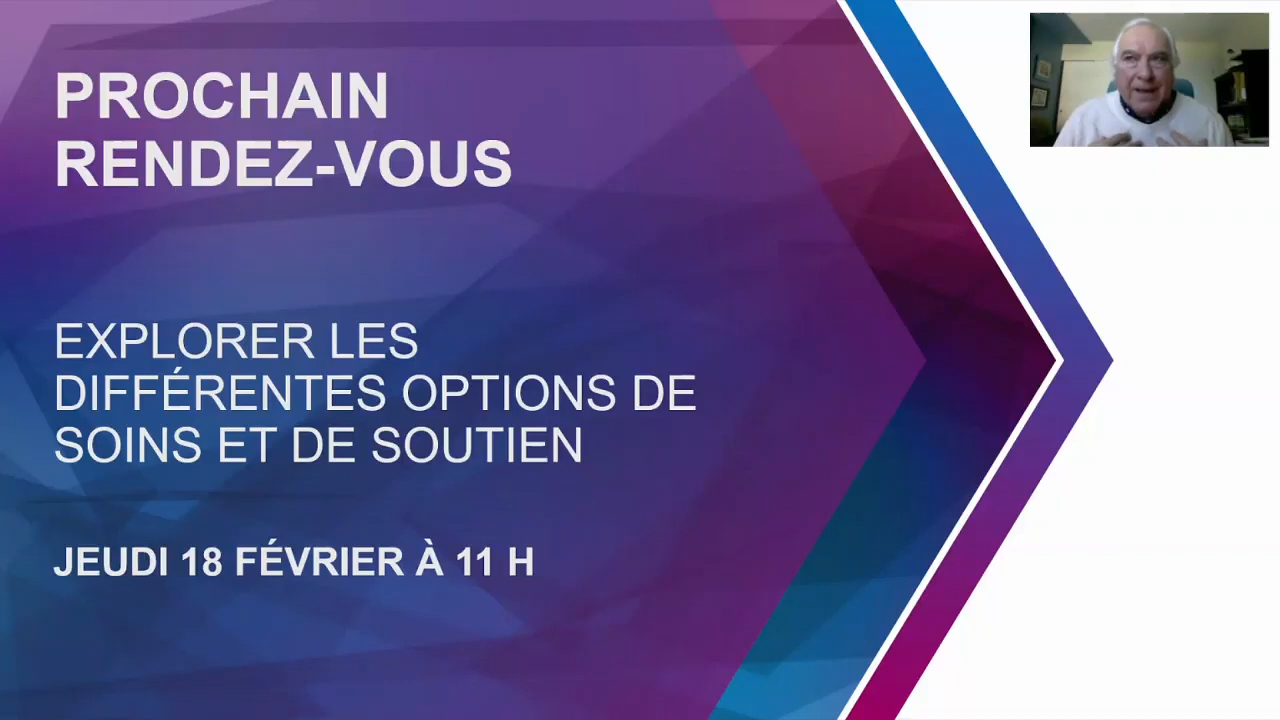 PROCHAIN
RENDEZ-VOUS
EXPLORER LES
DIFFÉRENTES OPTIONS DE
SOINS ET DE SOUTIEN
JEUDI 18 FÉVRIER À 11 H